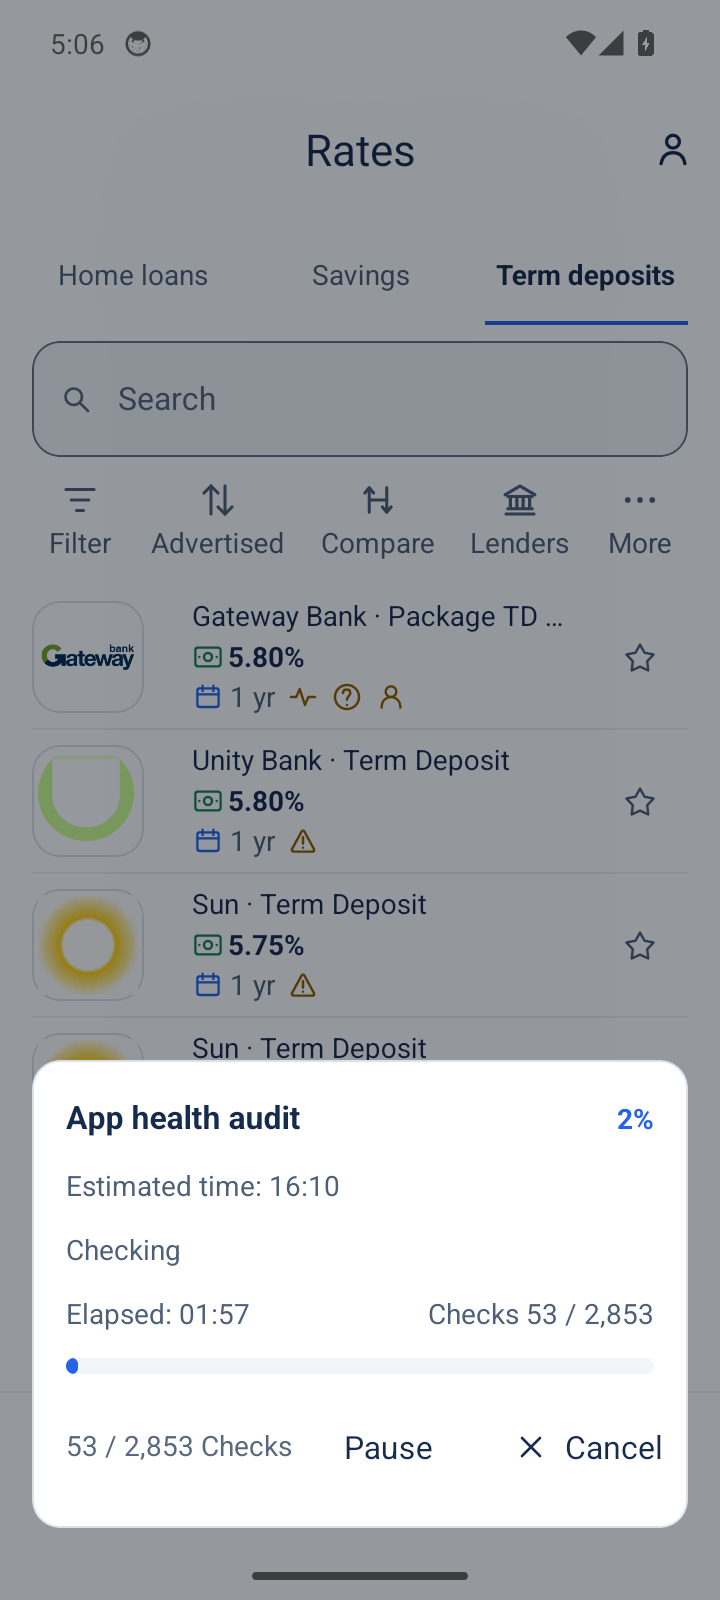 5:06
Rates
Home loans Savings Term deposits
Search
Filter Advertised Compare Lenders More
Gateway bank
Gateway Bank · Package TD ...
5.80%
1 yr
Unity Bank · Term Deposit
5.80%
1 yr
Sun · Term Deposit
5.75%
1 yr
Sun · Term Deposit
App health audit 2%
Estimated time: 16:10
Checking
Elapsed: 01:57 Checks 53 / 2,853
53 / 2,853 Checks Pause Cancel